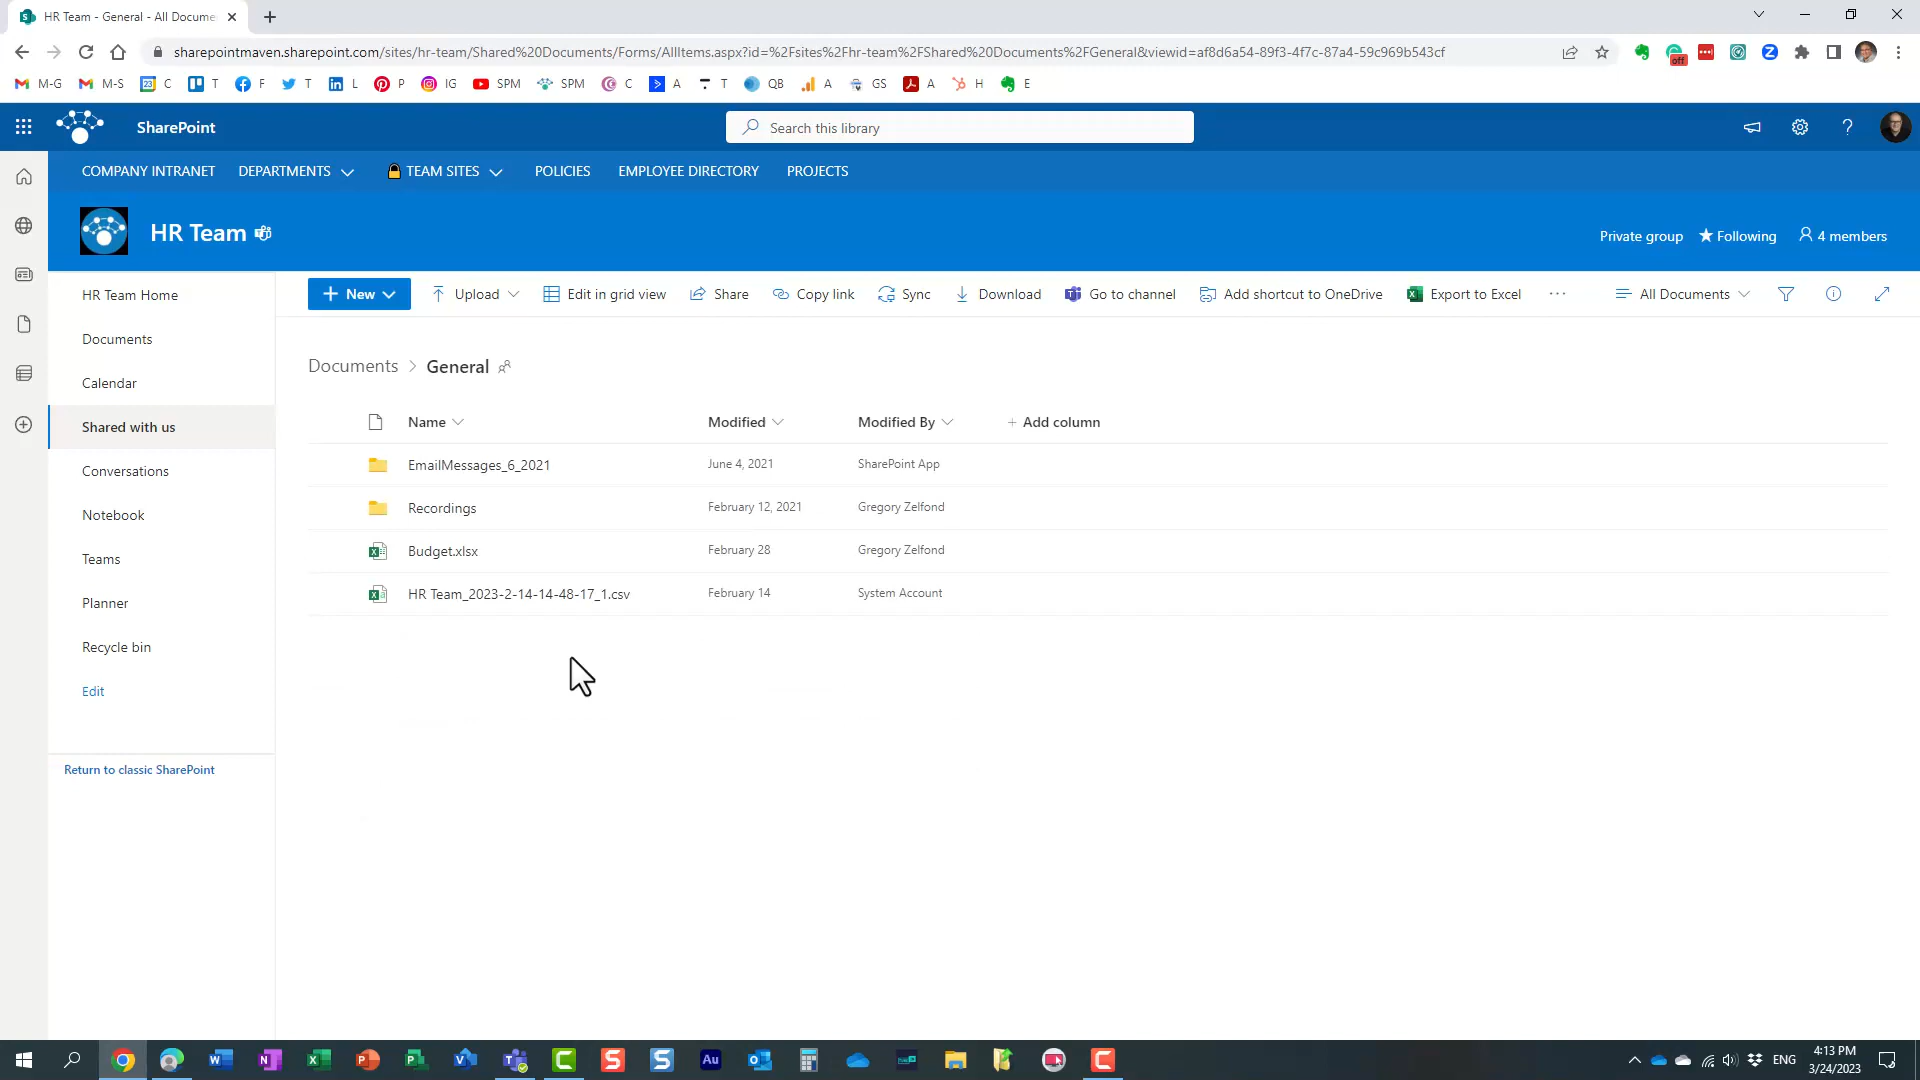 HR Team - General - All Docume
sharepointmaven.sharepoint.com/sites/hr-team/Shared%20Documents/Forms/AllItems.aspx?id=%2Fsites%2Fhr-team%2FShared%20Documents%2FGeneral&viewid=af8d6a54-89f3-4f7c-87a4-59c969b543cf
off
M-G M-S C T F T L P IG SPM SPM C A T QB A GS A H E
SharePoint
Search this library
COMPANY INTRANET DEPARTMENTS TEAM SITES POLICIES EMPLOYEE DIRECTORY PROJECTS
HR Team
Private group Following 4 members
HR Team Home
Documents
Calendar
Shared with us
Conversations
Notebook
Teams
Planner
Recycle bin
Edit
Return to classic SharePoint
+ New Upload Edit in grid view Share Copy link Sync Download Go to channel Add shortcut to OneDrive Export to Excel ··· All Documents
Documents > General
Name Modified Modified By + Add column
EmailMessages_6_2021 June 4, 2021 SharePoint App
Recordings February 12, 2021 Gregory Zelfond
Budget.xlsx February 28 Gregory Zelfond
HR Team_2023-2-14-14-48-17_1.csv February 14 System Account
ENG
4:13 PM
3/24/2023